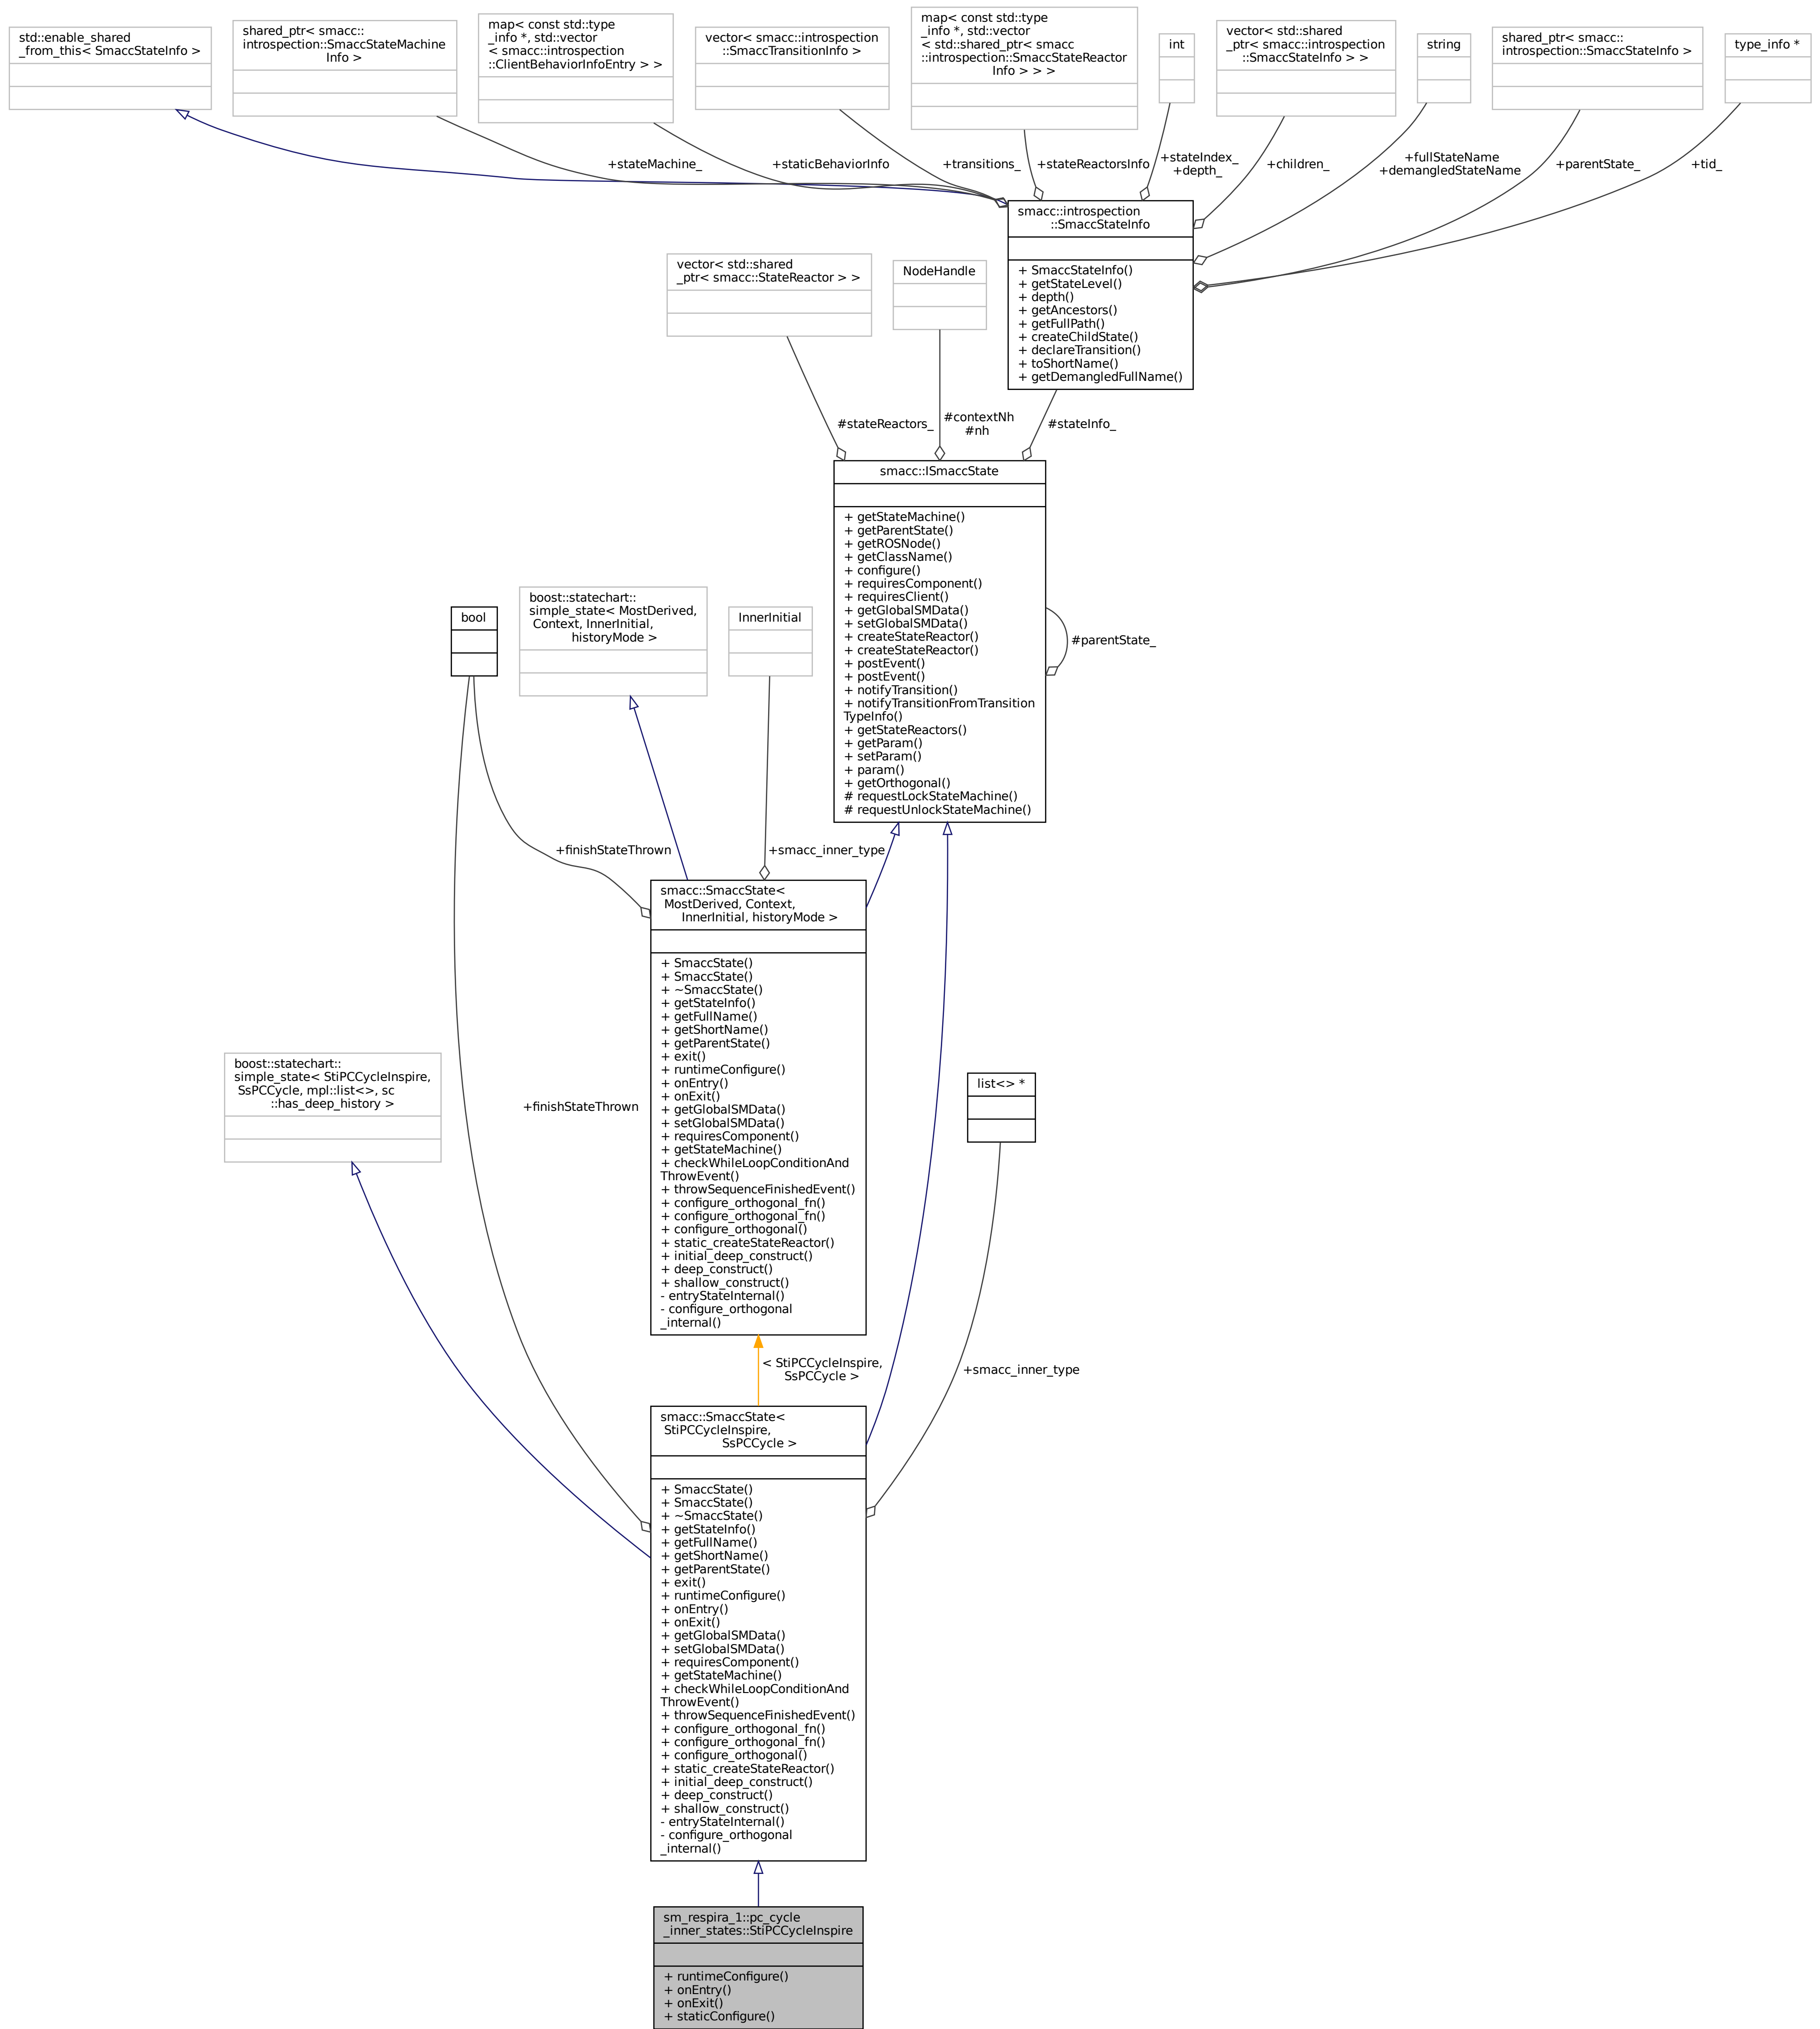 std::enable_shared
_from_this< SmaccStateInfo >
shared_ptr< smacc::
introspection::SmaccStateMachine
Info >
map< const std::type
_info *, std::vector
< smacc::introspection
::ClientBehaviorInfoEntry > >
vector< smacc::introspection
::SmaccTransitionInfo >
map< const std::type
_info *, std::vector
< std::shared_ptr< smacc
::introspection::SmaccStateReactor
Info > > >
int
vector< std::shared
_ptr< smacc::introspection
::SmaccStateInfo > >
string
shared_ptr< smacc::
introspection::SmaccStateInfo >
type_info *
+stateMachine_
+staticBehaviorInfo
+transitions_
+stateReactorsInfo
+stateIndex_
+depth_
+children_
+fullStateName
+demangledStateName
+parentState_
+tid_
smacc::introspection
::SmaccStateInfo
+ SmaccStateInfo()
+ getStateLevel()
+ depth()
+ getAncestors()
+ getFullPath()
+ createChildState()
+ declareTransition()
+ toShortName()
+ getDemangledFullName()
vector< std::shared
_ptr< smacc::StateReactor > >
NodeHandle
#stateReactors_
#contextNh
#nh
#stateInfo_
smacc::ISmaccState
+ getStateMachine()
+ getParentState()
+ getROSNode()
+ getClassName()
+ configure()
+ requiresComponent()
+ requiresClient()
+ getGlobalSMData()
+ setGlobalSMData()
+ createStateReactor()
+ createStateReactor()
+ postEvent()
+ postEvent()
+ notifyTransition()
+ notifyTransitionFromTransition
TypeInfo()
+ getStateReactors()
+ getParam()
+ setParam()
+ param()
+ getOrthogonal()
# requestLockStateMachine()
# requestUnlockStateMachine()
#parentState_
bool
boost::statechart::
simple_state< MostDerived,
Context, InnerInitial,
historyMode >
InnerInitial
+finishStateThrown
+smacc_inner_type
smacc::SmaccState<
MostDerived, Context,
InnerInitial, historyMode >
+ SmaccState()
+ SmaccState()
+ ~SmaccState()
+ getStateInfo()
+ getFullName()
+ getShortName()
+ getParentState()
+ exit()
+ runtimeConfigure()
+ onEntry()
+ onExit()
+ getGlobalSMData()
+ setGlobalSMData()
+ requiresComponent()
+ getStateMachine()
+ checkWhileLoopConditionAnd
ThrowEvent()
+ throwSequenceFinishedEvent()
+ configure_orthogonal_fn()
+ configure_orthogonal_fn()
+ configure_orthogonal()
+ static_createStateReactor()
+ initial_deep_construct()
+ deep_construct()
+ shallow_construct()
- entryStateInternal()
- configure_orthogonal
_internal()
boost::statechart::
simple_state< StiPCCycleInspire,
SsPCCycle, mpl::list<>, sc
::has_deep_history >
+finishStateThrown
list<> *
< StiPCCycleInspire,
SsPCCycle >
+smacc_inner_type
smacc::SmaccState<
StiPCCycleInspire,
SsPCCycle >
+ SmaccState()
+ SmaccState()
+ ~SmaccState()
+ getStateInfo()
+ getFullName()
+ getShortName()
+ getParentState()
+ exit()
+ runtimeConfigure()
+ onEntry()
+ onExit()
+ getGlobalSMData()
+ setGlobalSMData()
+ requiresComponent()
+ getStateMachine()
+ checkWhileLoopConditionAnd
ThrowEvent()
+ throwSequenceFinishedEvent()
+ configure_orthogonal_fn()
+ configure_orthogonal_fn()
+ configure_orthogonal()
+ static_createStateReactor()
+ initial_deep_construct()
+ deep_construct()
+ shallow_construct()
- entryStateInternal()
- configure_orthogonal
_internal()
sm_respira_1::pc_cycle
_inner_states::StiPCCycleInspire
+ runtimeConfigure()
+ onEntry()
+ onExit()
+ staticConfigure()